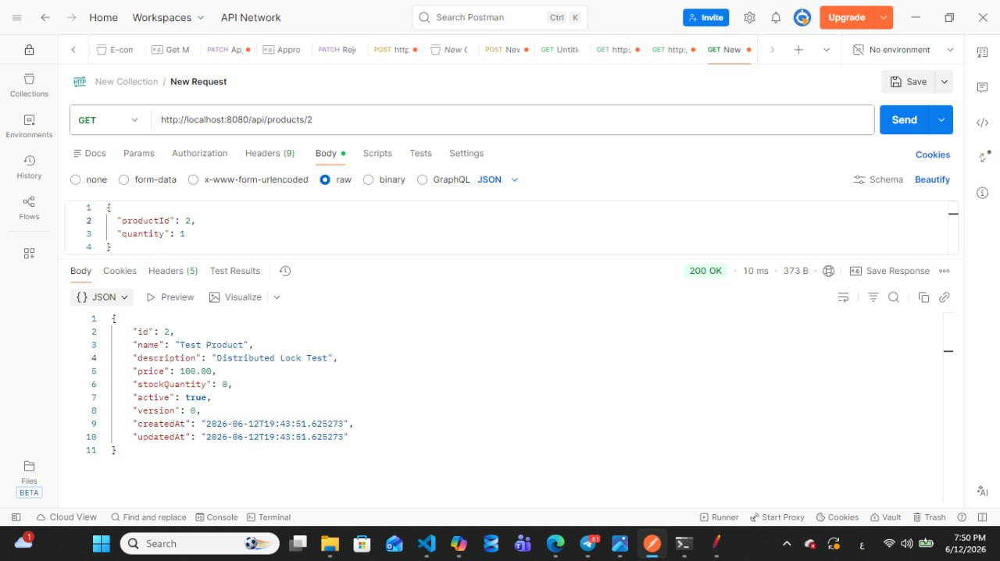 Home Workspaces API Network Search Postman Ctrl K Invite Upgrade
E-con Get M PATCH Ap Appro PATCH Reje POST http New C POST Nev GET Untitle GET http:, GET http:, GET New No environment
New Collection / New Request Save
GET http://localhost:8080/api/products/2 Send
Docs Params Authorization Headers (9) Body Scripts Tests Settings Cookies
none form-data x-www-form-urlencoded raw binary GraphQL JSON Schema Beautify
1 {
2 "productId": 2,
3 "quantity": 1
4 }
Collections
Environments
History
Flows
Files
BETA
Body Cookies Headers (5) Test Results 200 OK 10 ms 373 B Save Response
{} JSON Preview Visualize
1 {
2 "id": 2,
3 "name": "Test Product",
4 "description": "Distributed Lock Test",
5 "price": 100.00,
6 "stockQuantity": 0,
7 "active": true,
8 "version": 0,
9 "createdAt": "2026-06-12T19:43:51.625273",
10 "updatedAt": "2026-06-12T19:43:51.625273"
11 }
Cloud View Find and replace Console Terminal Runner Start Proxy Cookies Vault Trash
1 Search 61 ع 7:50 PM
6/12/2026